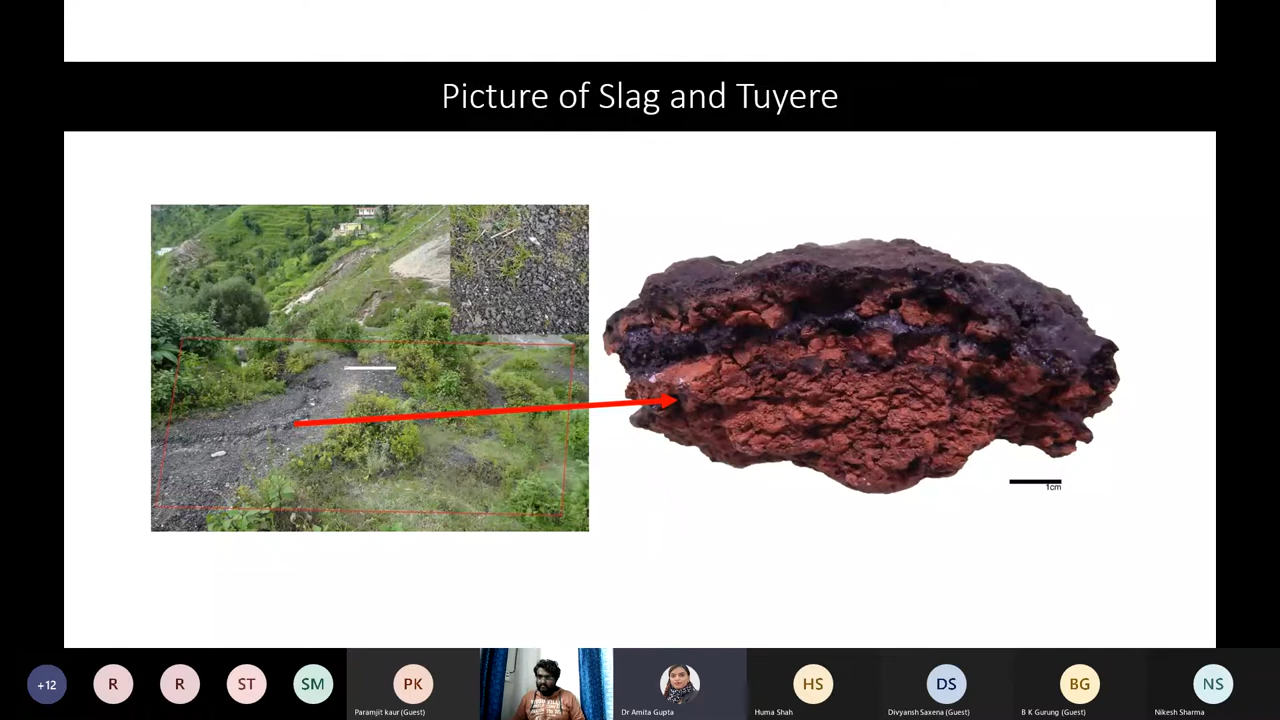 Picture of Slag and Tuyere
1cm
+12
R
R
ST
SM
PK
HS
DS
BG
NS
Paramjit kaur (Guest)
Dr Amita Gupta
Huma Shah
Divyansh Saxena (Guest)
B K Gurung (Guest)
Nikesh Sharma